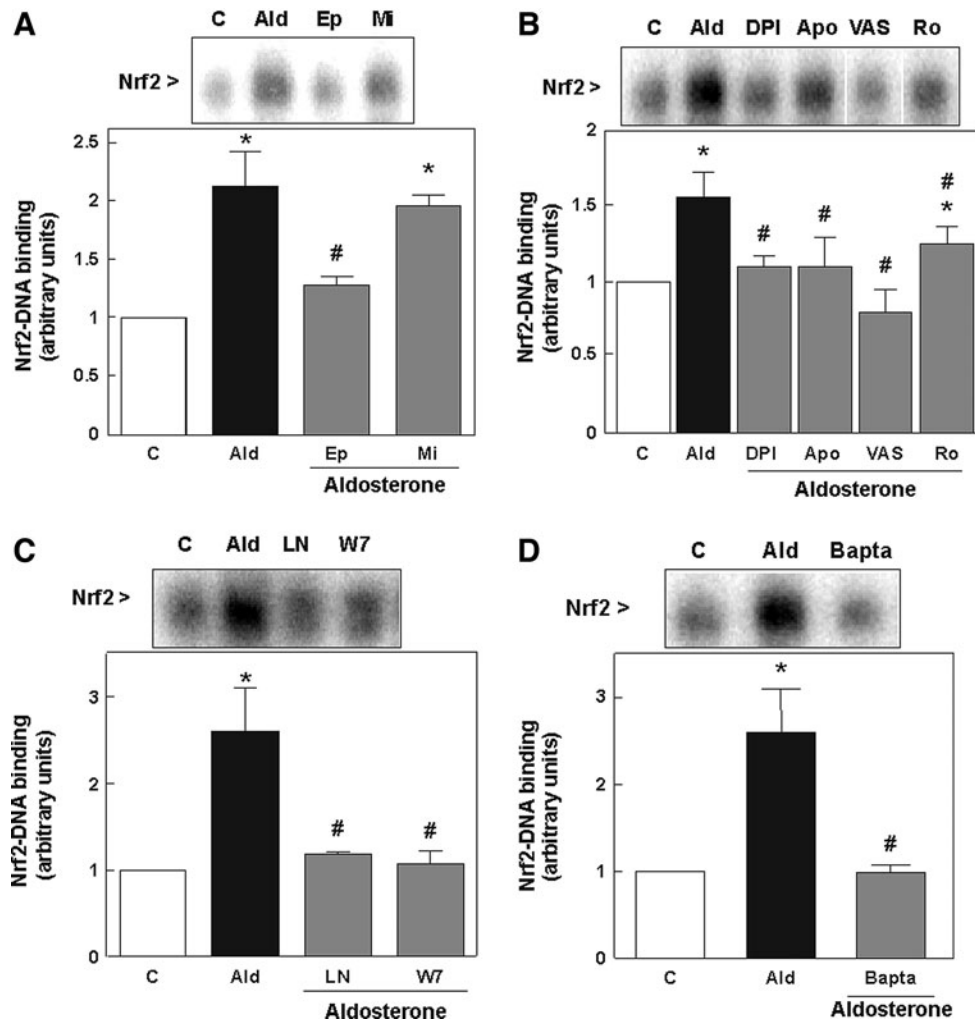 A
C Ald Ep Mi
Nrf2 >
Nrf2-DNA binding
(arbitrary units)
2.5
2
1.5
1
0.5
0
*
#
*
C Ald Ep Mi
Aldosterone
B
C Ald DPI Apo VAS Ro
Nrf2 >
Nrf2-DNA binding
(arbitrary units)
2
1.5
1
0.5
0
*
#
#
#
#
*
C Ald DPI Apo VAS Ro
Aldosterone
C
C Ald LN W7
Nrf2 >
Nrf2-DNA binding
(arbitrary units)
3
2
1
0
*
#
#
C Ald LN W7
Aldosterone
D
C Ald Bapta
Nrf2 >
Nrf2-DNA binding
(arbitrary units)
3
2
1
0
*
#
C Ald Bapta
Aldosterone